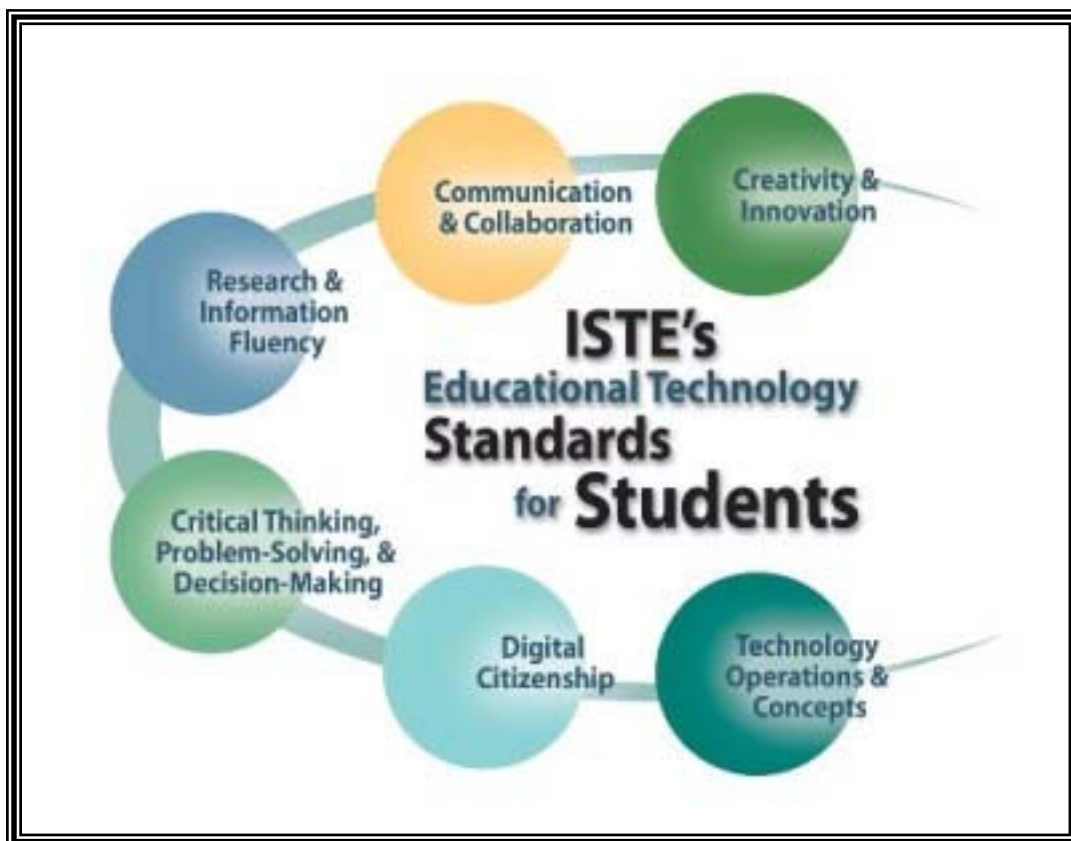 Communication
& Collaboration
Creativity &
Innovation
Research &
Information
Fluency
ISTE's
Educational Technology
Standards
for Students
Critical Thinking,
Problem-Solving, &
Decision-Making
Digital
Citizenship
Technology
Operations &
Concepts